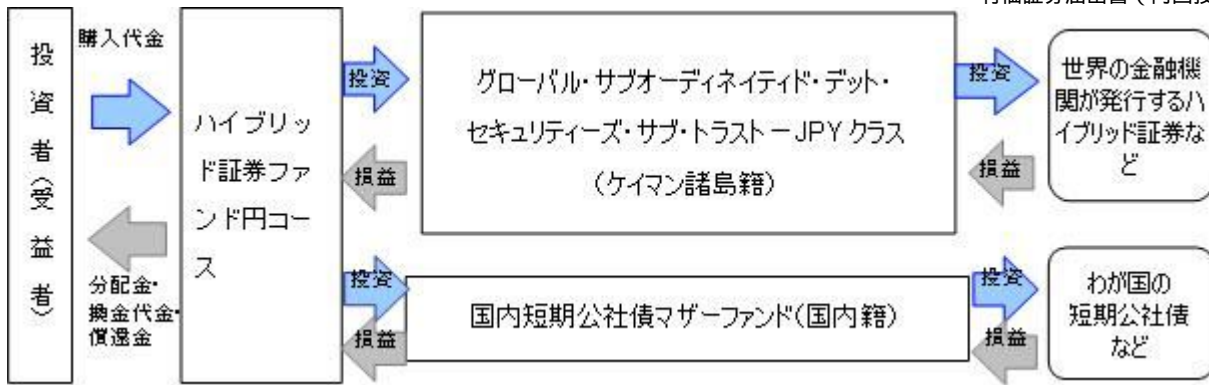 投資者(受益者)
購入代金
分配金・
換金代金・
償還金
ハイブリッ
ド証券ファ
ンド円コー
ス
投資
損益
グローバル・サブオーディネイティド・デット・
セキュリティーズ・サブ・トラスト-JPYクラス
(ケイマン諸島籍)
投資
損益
世界の金融機
関が発行するハ
イブリッド証券な
ど
投資
損益
国内短期公社債マザーファンド(国内籍)
投資
損益
わが国の
短期公社債
など